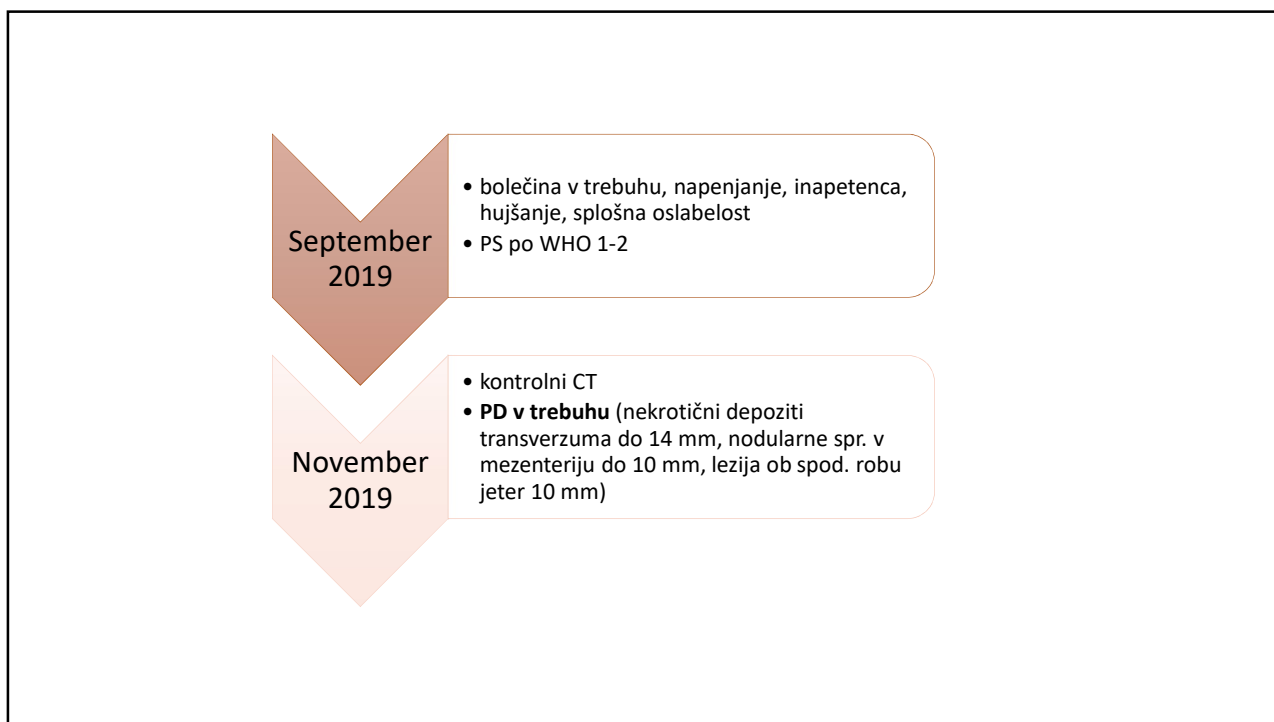 September
2019
• bolečina v trebuhu, napenjanje, inapetenca,
hujšanje, splošna oslabelost
• PS po WHO 1-2
November
2019
• kontrolni CT
• PD v trebuhu (nekrotični depoziti
transverzuma do 14 mm, nodularne spr. v
mezenteriju do 10 mm, lezija ob spod. robu
jeter 10 mm)